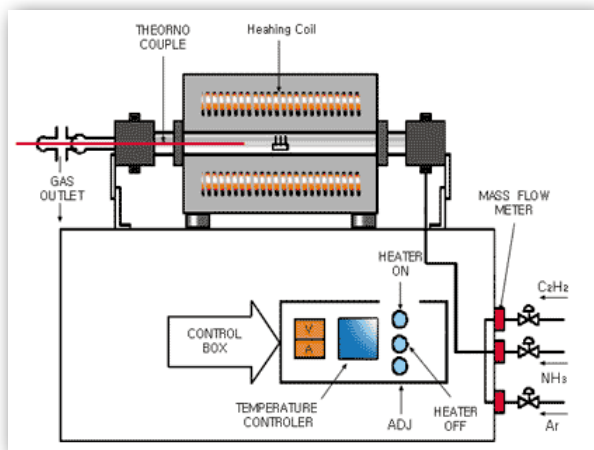 THEORNO
COUPLE
Heahing Coil
GAS
OUTLET
MASS FLOW
METER
HEATER
ON
C₂H₂
CONTROL
BOX
V
A
NH₃
TEMPERATURE
CONTROLER
ADJ
HEATER
OFF
Ar